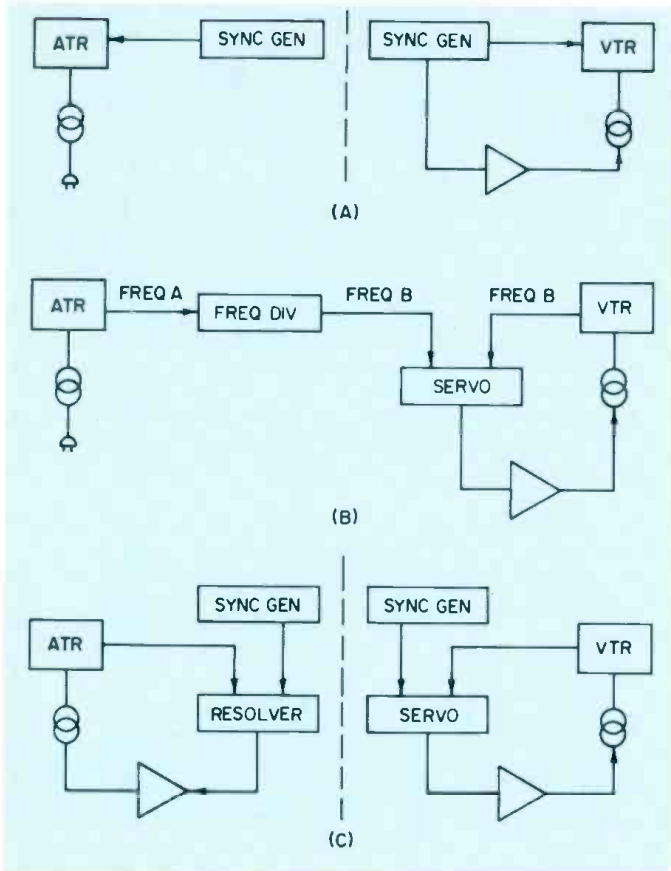 ATR
SYNC GEN
SYNC GEN
VTR
(A)
ATR
FREQ A
FREQ DIV
FREQ B
FREQ B
VTR
SERVO
(B)
SYNC GEN
SYNC GEN
ATR
VTR
RESOLVER
SERVO
(C)